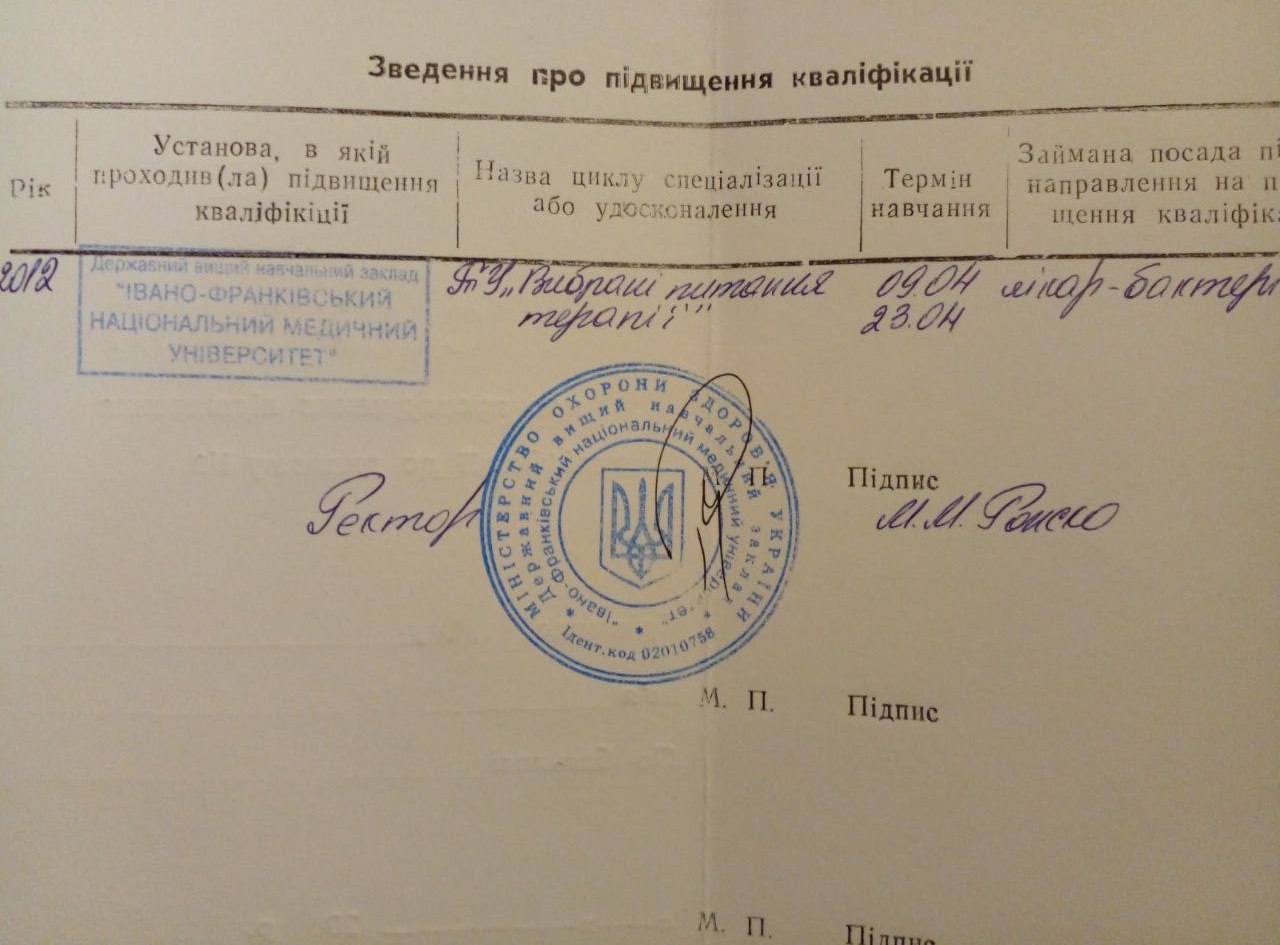 Зведення про підвищення кваліфікації
Рік
Установа, в якій
проходив(ла) підвищення
кваліфікіції
Назва циклу спеціалізації
або удосконалення
Термін
навчання
Займана посада пі
направлення на п
щення кваліфіка
2012
Державний вищий навчальний заклад
"ІВАНО-ФРАНКІВСЬКИЙ
НАЦІОНАЛЬНИЙ МЕДИЧНИЙ
УНІВЕРСИТЕТ"
ТУ „Вибрані питання
терапії"
09.04
23.04
лікар-бактері
МІНІСТЕРСТВО ОХОРОНИ ЗДОРОВ'Я УКРАЇНИ
Державний вищий навчальний заклад
"Івано-Франківський національний медичний університет"
Ідент.код 02010758
Ректор
П.
Підпис
М.М. Рожко
М. П.
Підпис
М. П.
Підпис